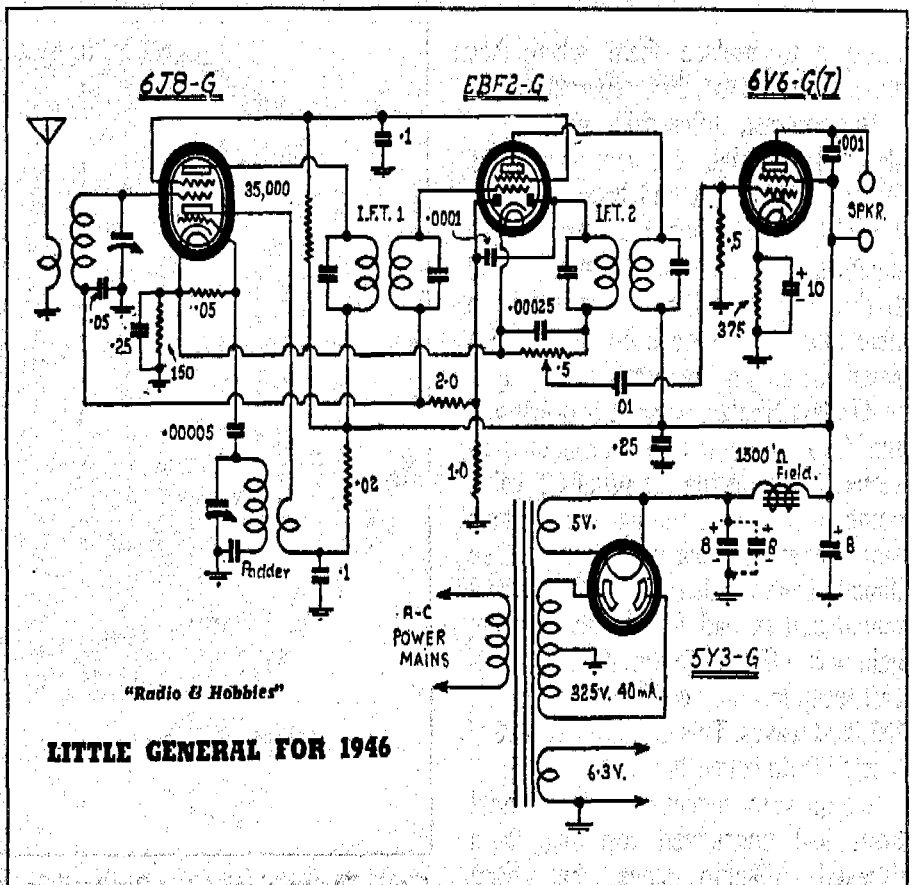 6J8-G
EBF2-G
6V6-G(T)
.1
.001
35,000
I.F.T. 1
.0001
I.F.T. 2
.5
SPKR.
.05
.25
.05
150
.00025
10
375
.5
2.0
.01
.00005
.02
1.0
.25
1500'Ω
Field.
5V.
+
8
-
+
8
-
+
8
-
Padder
.1
A-C
POWER
MAINS
5Y3-G
325V. 40mA.
"Radio & Hobbies"
LITTLE GENERAL FOR 1946
6.3V.